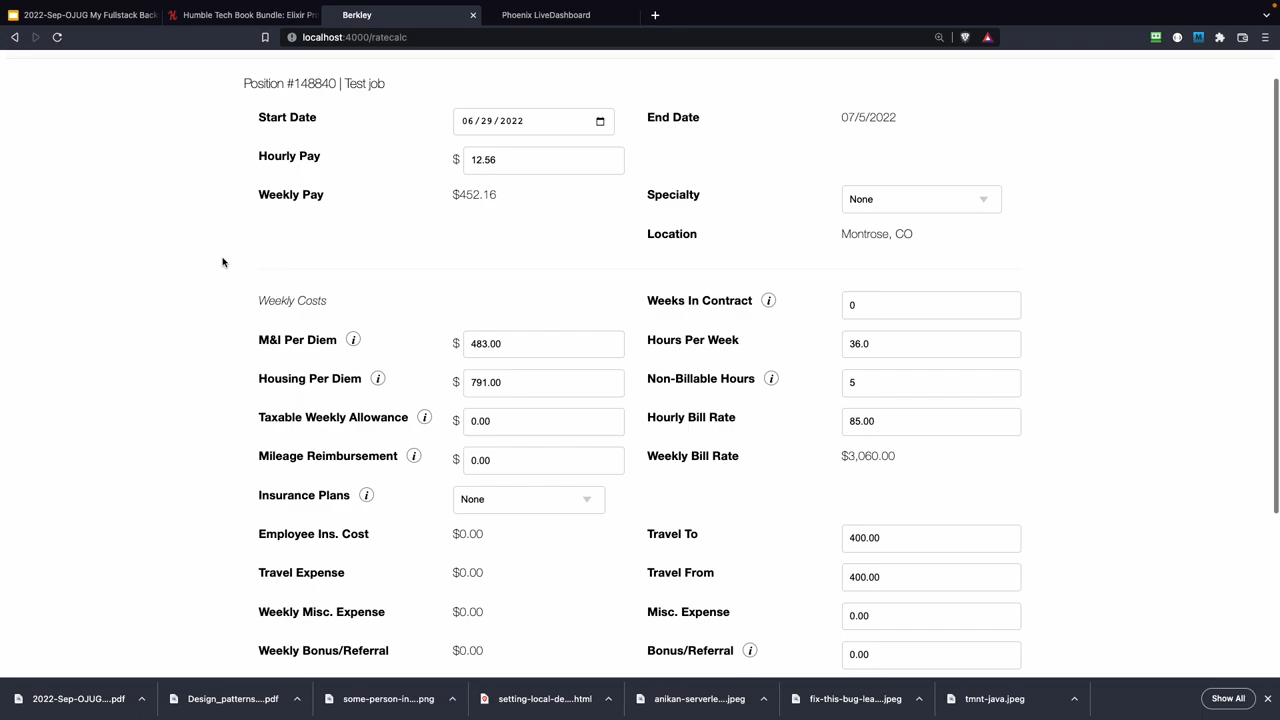 2022-Sep-OJUG My Fullstack Back
Humble Tech Book Bundle: Elixir Pr
Berkley
Phoenix LiveDashboard
localhost:4000/ratecalc
Position #148840 | Test job
Start Date 06/29/2022 End Date 07/5/2022
Hourly Pay $ 12.56
Weekly Pay $452.16 Specialty None
Location Montrose, CO
Weekly Costs Weeks In Contract i 0
M&I Per Diem i $ 483.00 Hours Per Week 36.0
Housing Per Diem i $ 791.00 Non-Billable Hours i 5
Taxable Weekly Allowance i $ 0.00 Hourly Bill Rate 85.00
Mileage Reimbursement i $ 0.00 Weekly Bill Rate $3,060.00
Insurance Plans i None
Employee Ins. Cost $0.00 Travel To 400.00
Travel Expense $0.00 Travel From 400.00
Weekly Misc. Expense $0.00 Misc. Expense 0.00
Weekly Bonus/Referral $0.00 Bonus/Referral i 0.00
2022-Sep-OJUG....pdf
Design_patterns....pdf
some-person-in....png
setting-local-de....html
anikan-serverle....jpeg
fix-this-bug-lea....jpeg
tmnt-java.jpeg
Show All